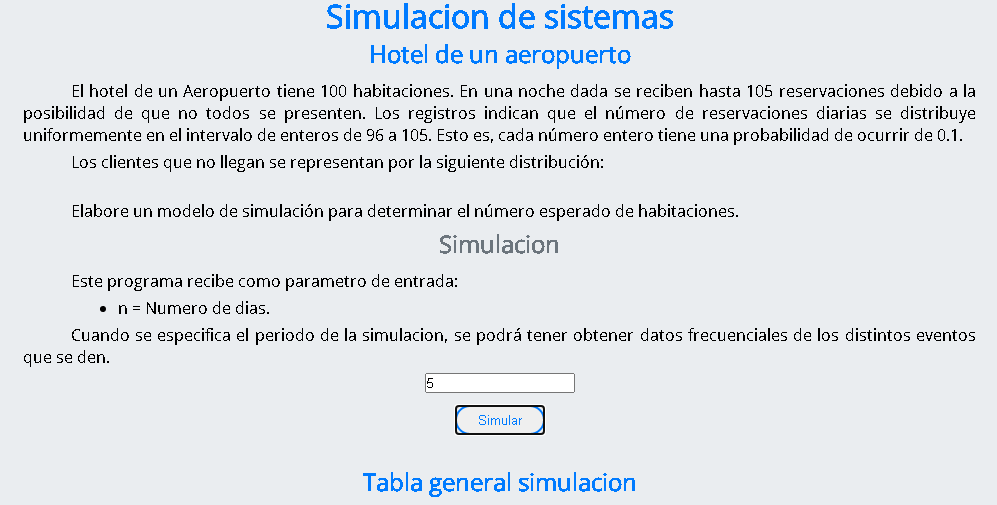 Simulacion de sistemas
Hotel de un aeropuerto
El hotel de un Aeropuerto tiene 100 habitaciones. En una noche dada se reciben hasta 105 reservaciones debido a la
posibilidad de que no todos se presenten. Los registros indican que el número de reservaciones diarias se distribuye
uniformemente en el intervalo de enteros de 96 a 105. Esto es, cada número entero tiene una probabilidad de ocurrir de 0.1.
Los clientes que no llegan se representan por la siguiente distribución:
Elabore un modelo de simulación para determinar el número esperado de habitaciones.
Simulacion
Este programa recibe como parametro de entrada:
• n = Numero de dias.
Cuando se especifica el periodo de la simulacion, se podrá tener obtener datos frecuenciales de los distintos eventos
que se den.
5
Simular
Tabla general simulacion